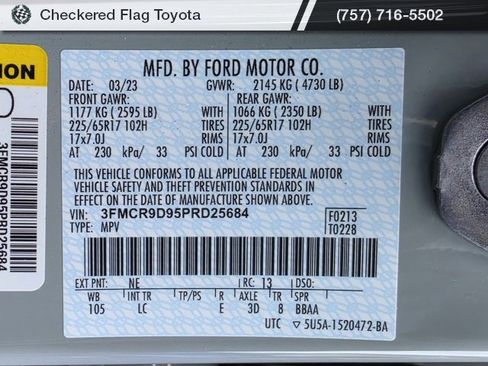 Checkered Flag Toyota
(757) 716-5502
ION
3FMCR9D95PRD25684
MFD. BY FORD MOTOR CO.
DATE: 03/23 GVWR: 2145 KG ( 4730 LB)
FRONT GAWR: REAR GAWR:
1177 KG ( 2595 LB) WITH 1066 KG ( 2350 LB) WITH
225/65R17 102H TIRES 225/65R17 102H TIRES
17x7.0J RIMS 17x7.0J RIMS
AT 230 kPa/ 33 PSI COLD AT 230 kPa/ 33 PSI COLD
THIS VEHICLE CONFORMS TO ALL APPLICABLE FEDERAL MOTOR
VEHICLE SAFETY AND THEFT PREVENTION STANDARDS IN
EFFECT ON THE DATE OF MANUFACTURE SHOWN ABOVE.
VIN: 3FMCR9D95PRD25684 F0213
TYPE: MPV T0228
EXT PNT: NE RC: 13 DSO:
WB INT TR TP/PS R AXLE TR SPR
105 LC E 3D 8 BBAA
UTC 5U5A-1520472-BA